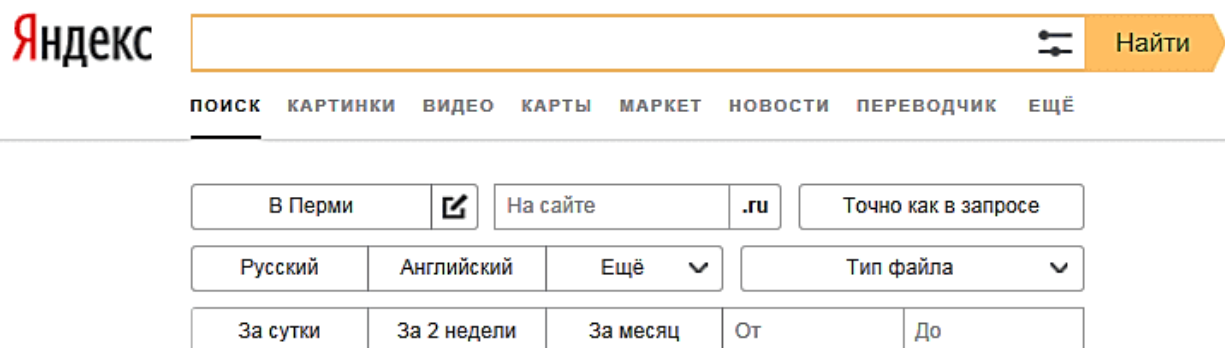 Яндекс Найти
ПОИСК КАРТИНКИ ВИДЕО КАРТЫ МАРКЕТ НОВОСТИ ПЕРЕВОДЧИК ЕЩЁ
В Перми На сайте .ru Точно как в запросе
Русский Английский Ещё Тип файла
За сутки За 2 недели За месяц От До